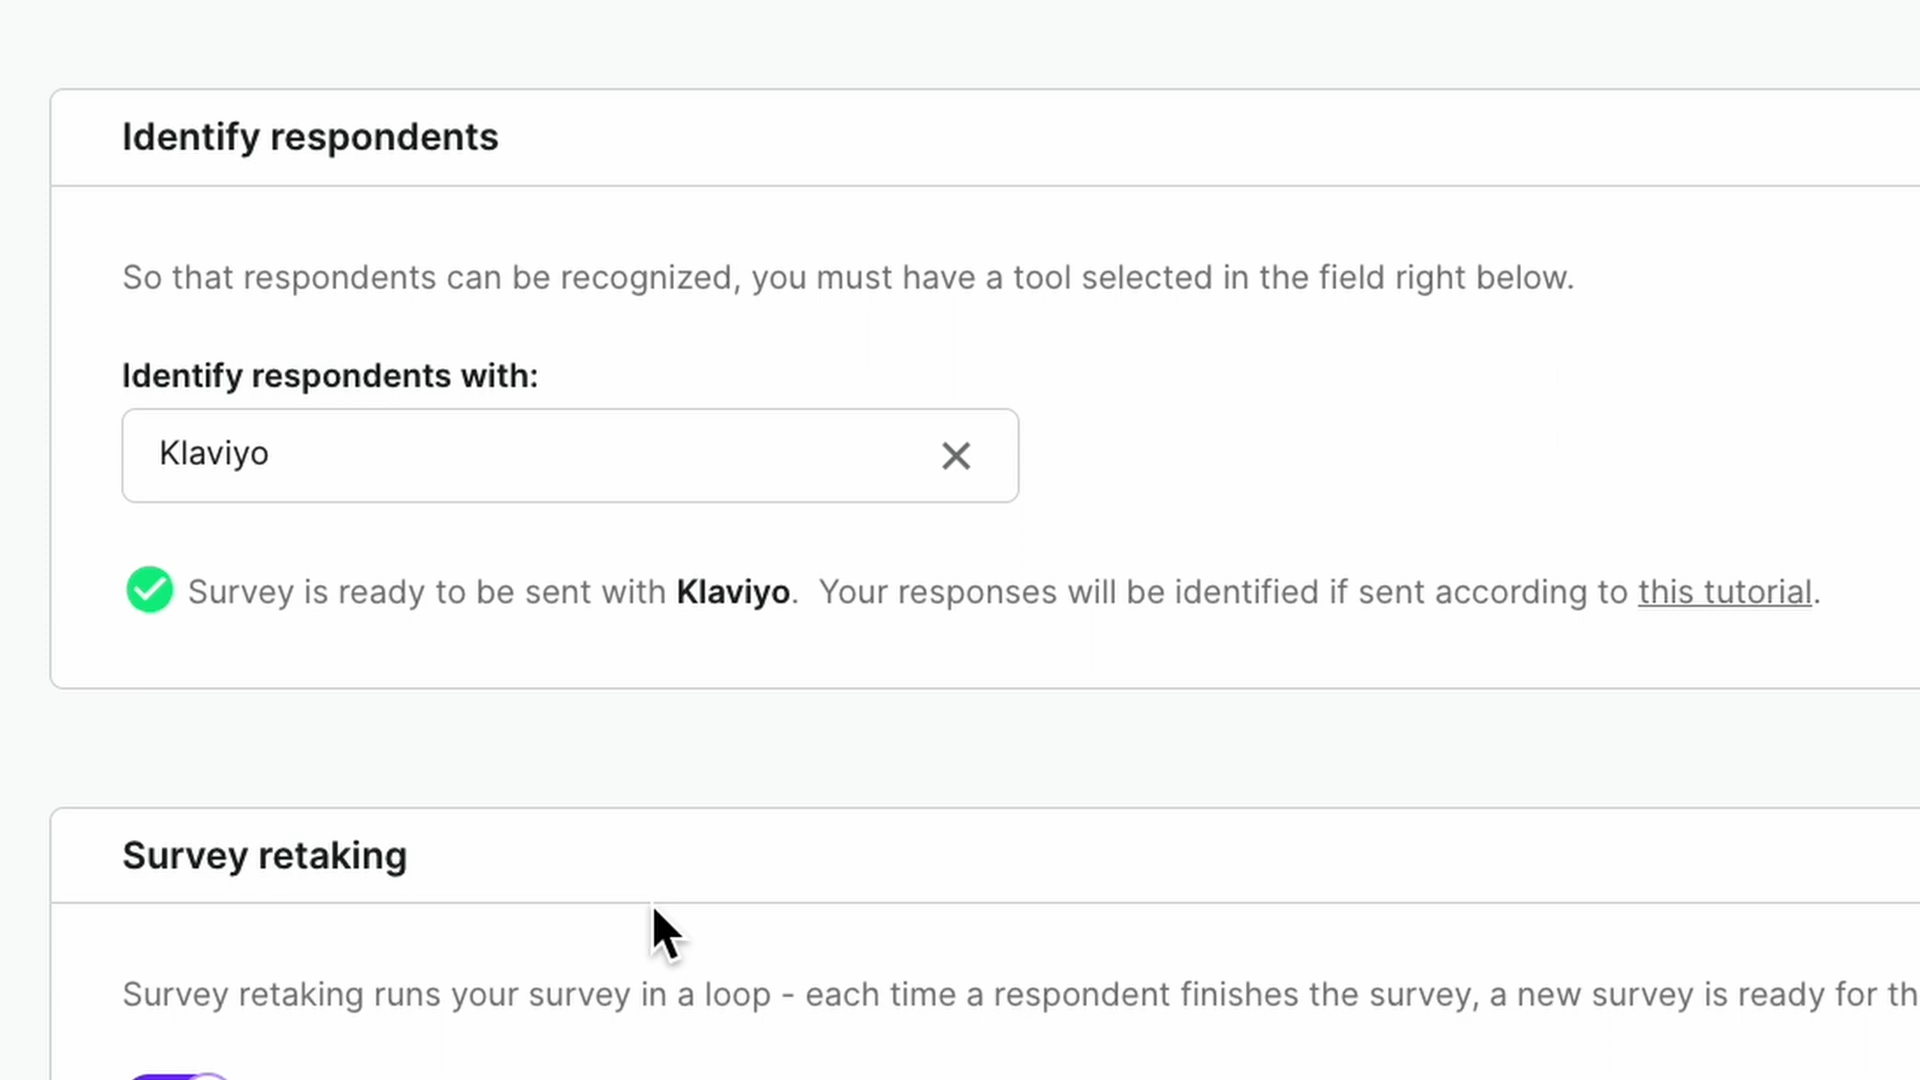 Identify respondents
So that respondents can be recognized, you must have a tool selected in the field right below.
Identify respondents with:
Klaviyo
Survey is ready to be sent with Klaviyo. Your responses will be identified if sent according to this tutorial.
Survey retaking
Survey retaking runs your survey in a loop - each time a respondent finishes the survey, a new survey is ready for th